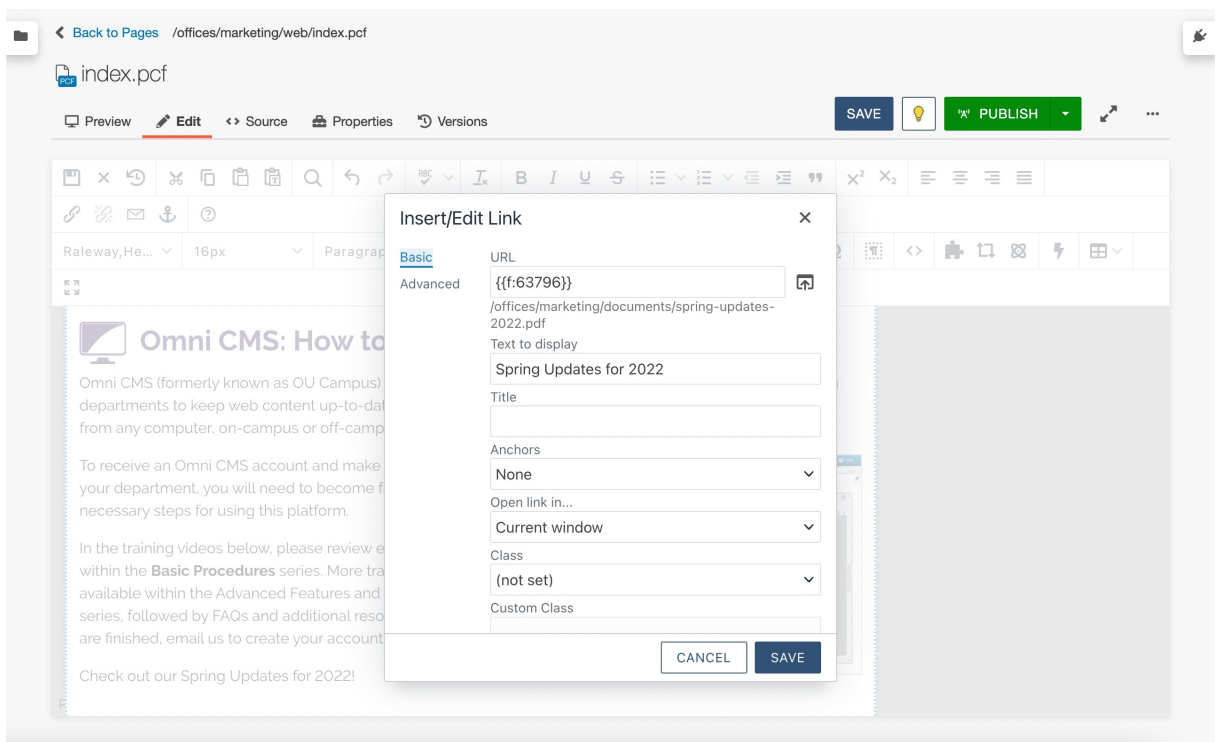 Back to Pages /offices/marketing/web/index.pcf
PCF index.pcf
Preview Edit Source Properties Versions SAVE PUBLISH
ABC
Raleway,He... 16px Paragrap
Insert/Edit Link
Basic
Advanced
URL
{{f:63796}}
/offices/marketing/documents/spring-updates-
2022.pdf
Text to display
Spring Updates for 2022
Title
Anchors
None
Open link in...
Current window
Class
(not set)
Custom Class
CANCEL SAVE
Omni CMS: How to
Omni CMS (formerly known as OU Campus)
departments to keep web content up-to-dat
from any computer, on-campus or off-camp
To receive an Omni CMS account and make
your department, you will need to become f
necessary steps for using this platform.
In the training videos below, please review e
within the Basic Procedures series. More tra
available within the Advanced Features and
series, followed by FAQs and additional reso
are finished, email us to create your account
Check out our Spring Updates for 2022!